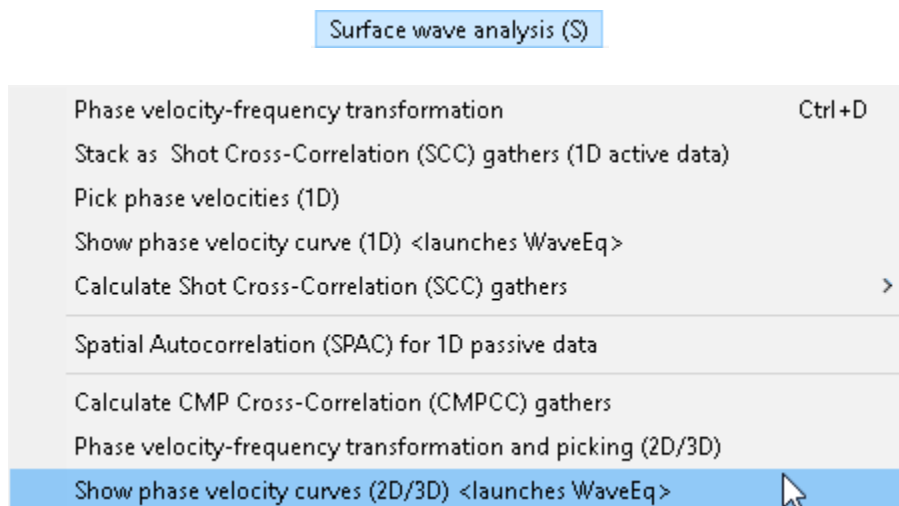 Surface wave analysis (S)
Phase velocity-frequency transformation Ctrl+D
Stack as  Shot Cross-Correlation (SCC) gathers (1D active data)
Pick phase velocities (1D)
Show phase velocity curve (1D) <launches WaveEq>
Calculate Shot Cross-Correlation (SCC) gathers
Spatial Autocorrelation (SPAC) for 1D passive data
Calculate CMP Cross-Correlation (CMPCC) gathers
Phase velocity-frequency transformation and picking (2D/3D)
Show phase velocity curves (2D/3D) <launches WaveEq>